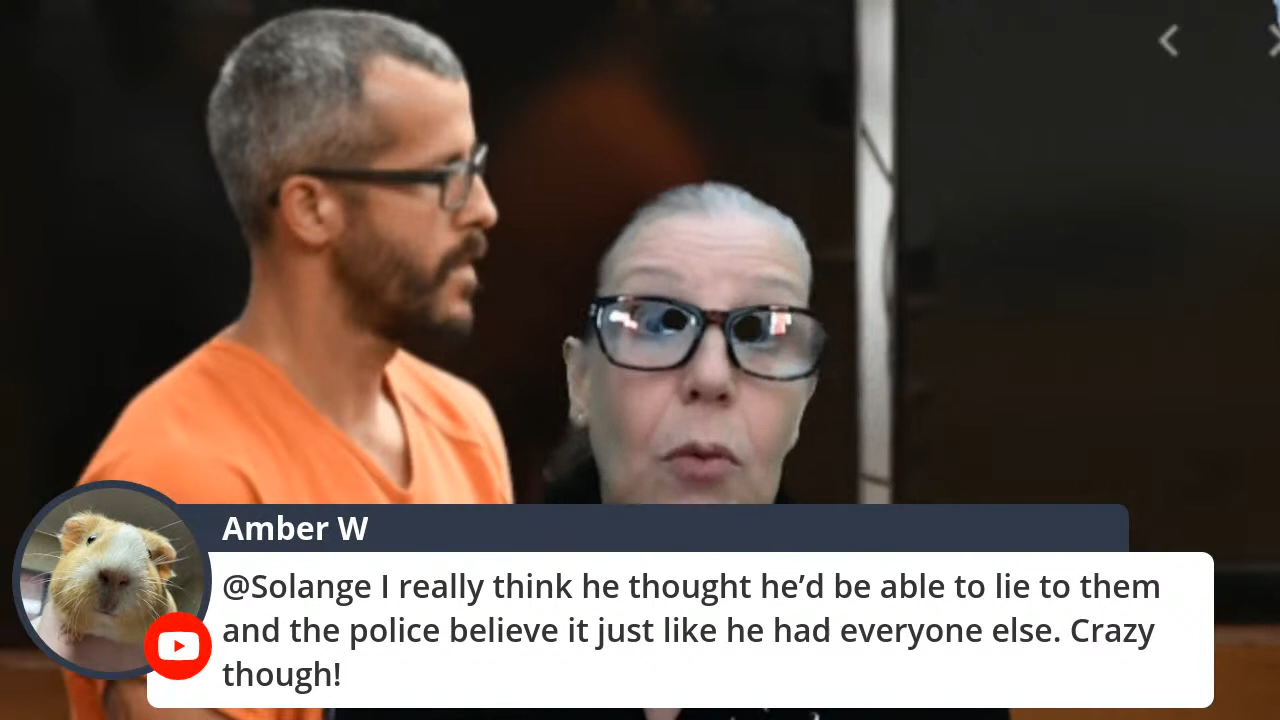 Amber W
@Solange I really think he thought he’d be able to lie to them
and the police believe it just like he had everyone else. Crazy
though!